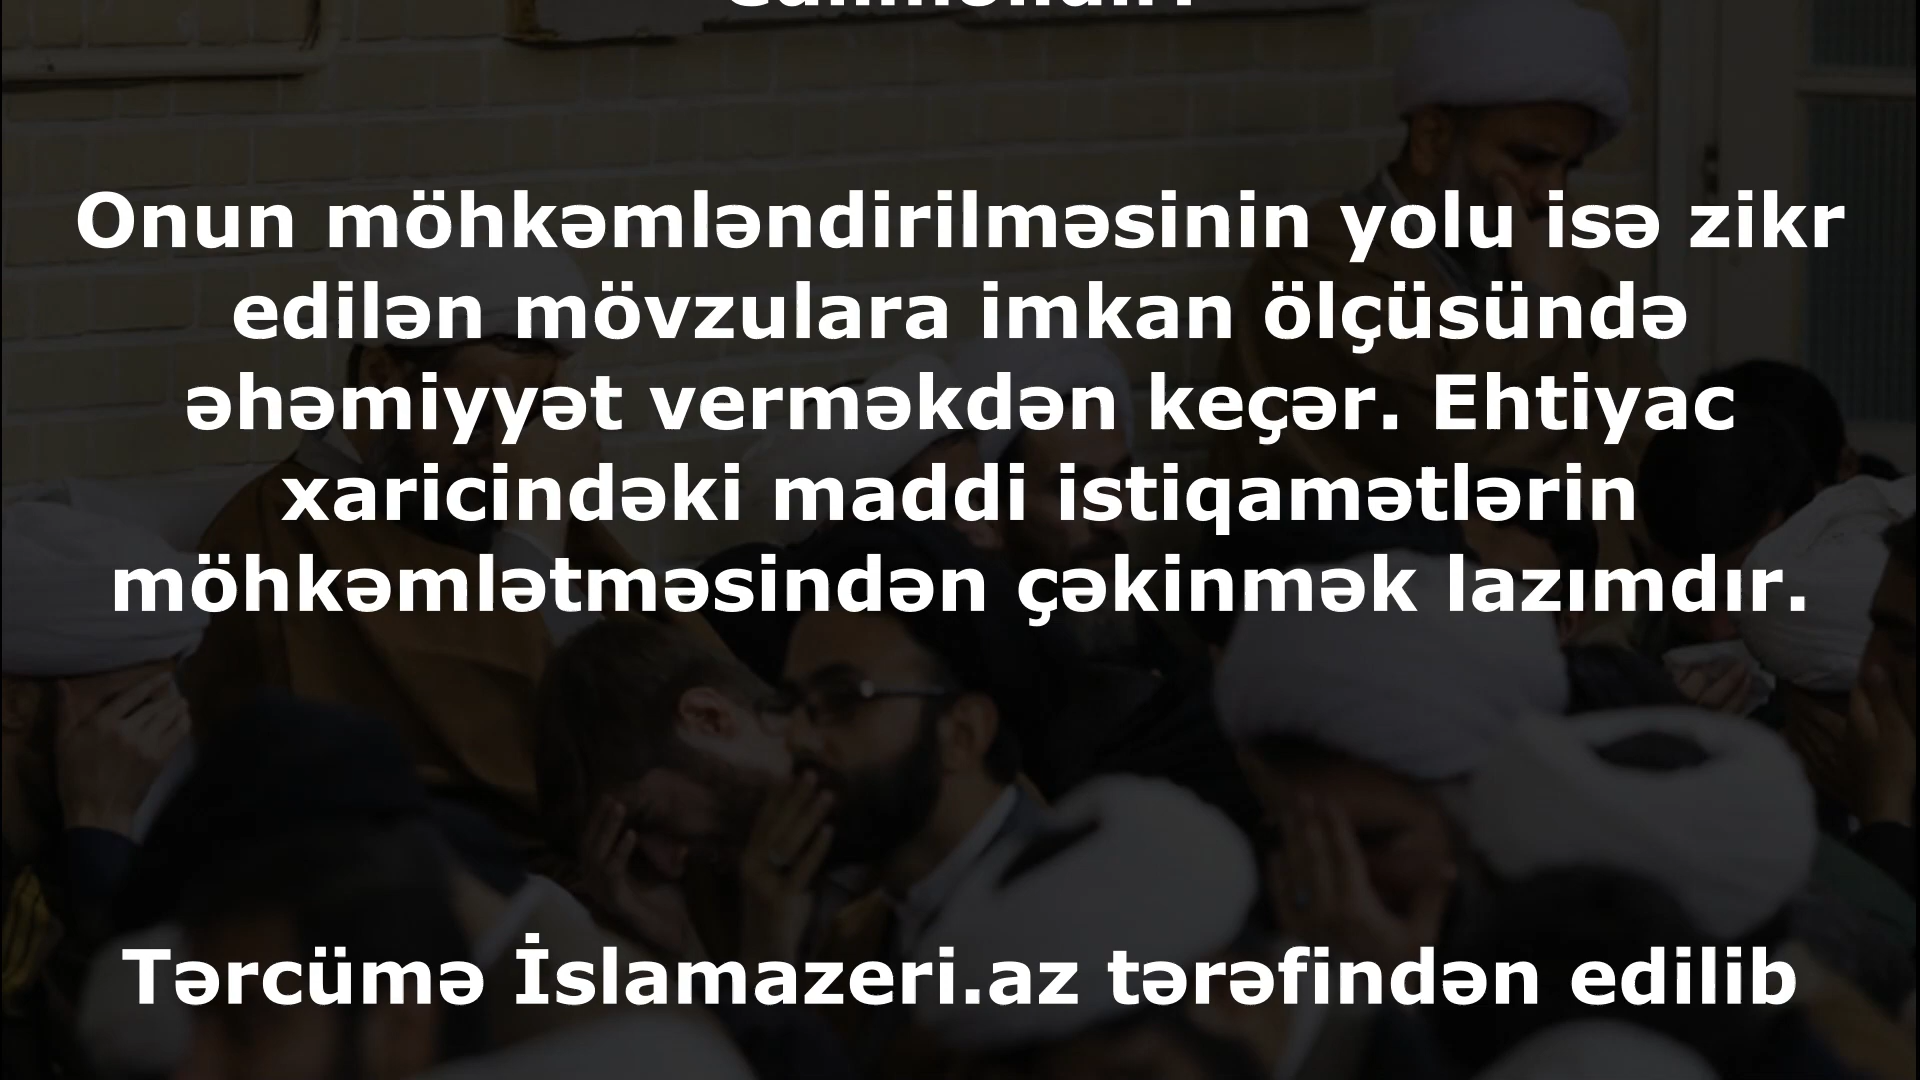 Onun möhkəmləndirilməsinin yolu isə zikr
edilən mövzulara imkan ölçüsündə
əhəmiyyət verməkdən keçər. Ehtiyac
xaricindəki maddi istiqamətlərin
möhkəmlətməsindən çəkinmək lazımdır.
Tərcümə İslamazeri.az tərəfindən edilib